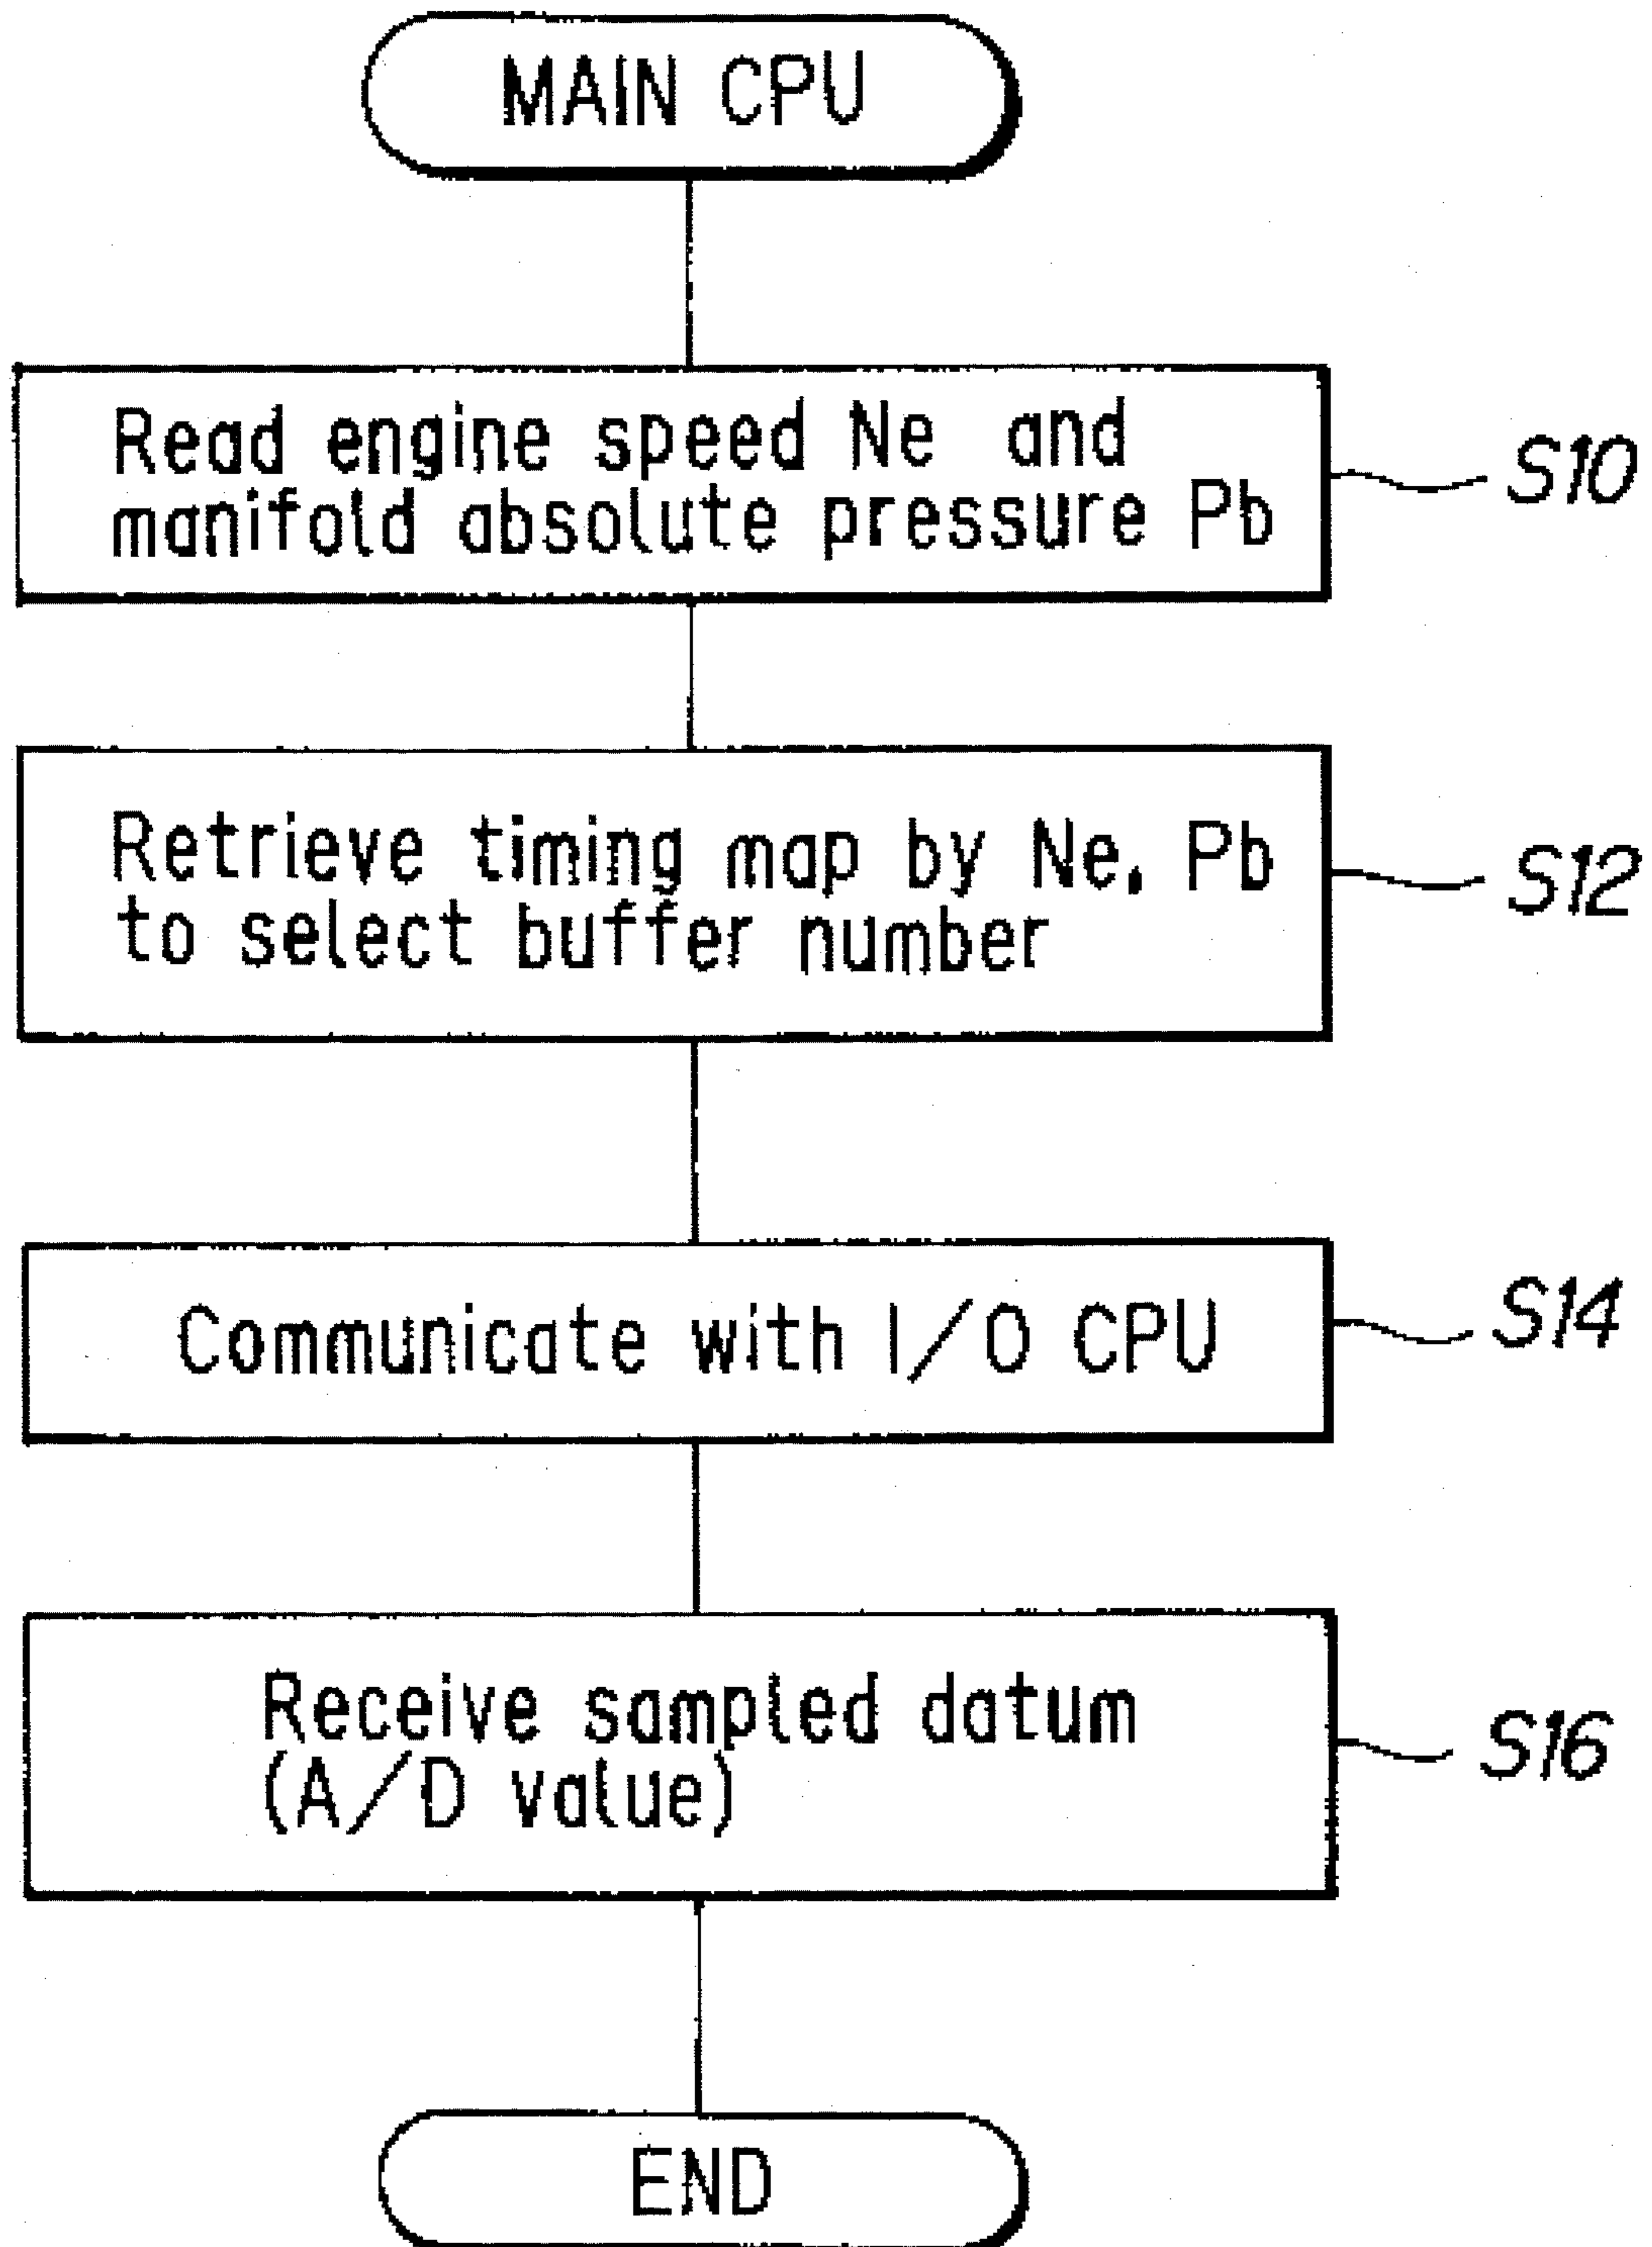 MAIN CPU
Read engine speed Ne and
manifold absolute pressure Pb
S10
Retrieve timing map by Ne, Pb
to select buffer number
S12
Communicate with I/O CPU
S14
Receive sampled datum
(A/D value)
S16
END